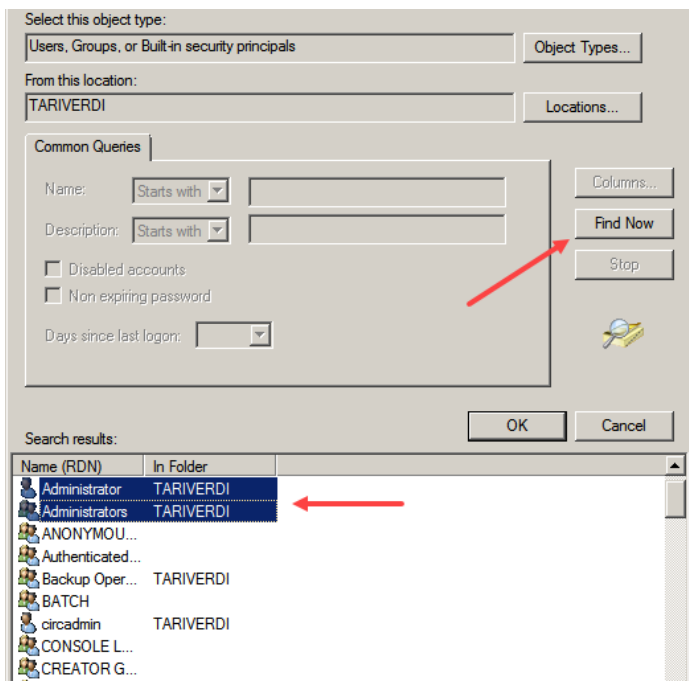 Select this object type:
Users, Groups, or Built-in security principals Object Types...
From this location:
TARIVERDI Locations...
Common Queries
Name: Starts with Columns...
Description: Starts with Find Now
Disabled accounts Stop
Non expiring password
Days since last logon:
OK Cancel
Search results:
Name (RDN) In Folder
Administrator TARIVERDI
Administrators TARIVERDI
ANONYMOU...
Authenticated...
Backup Oper... TARIVERDI
BATCH
circadmin TARIVERDI
CONSOLE L...
CREATOR G...